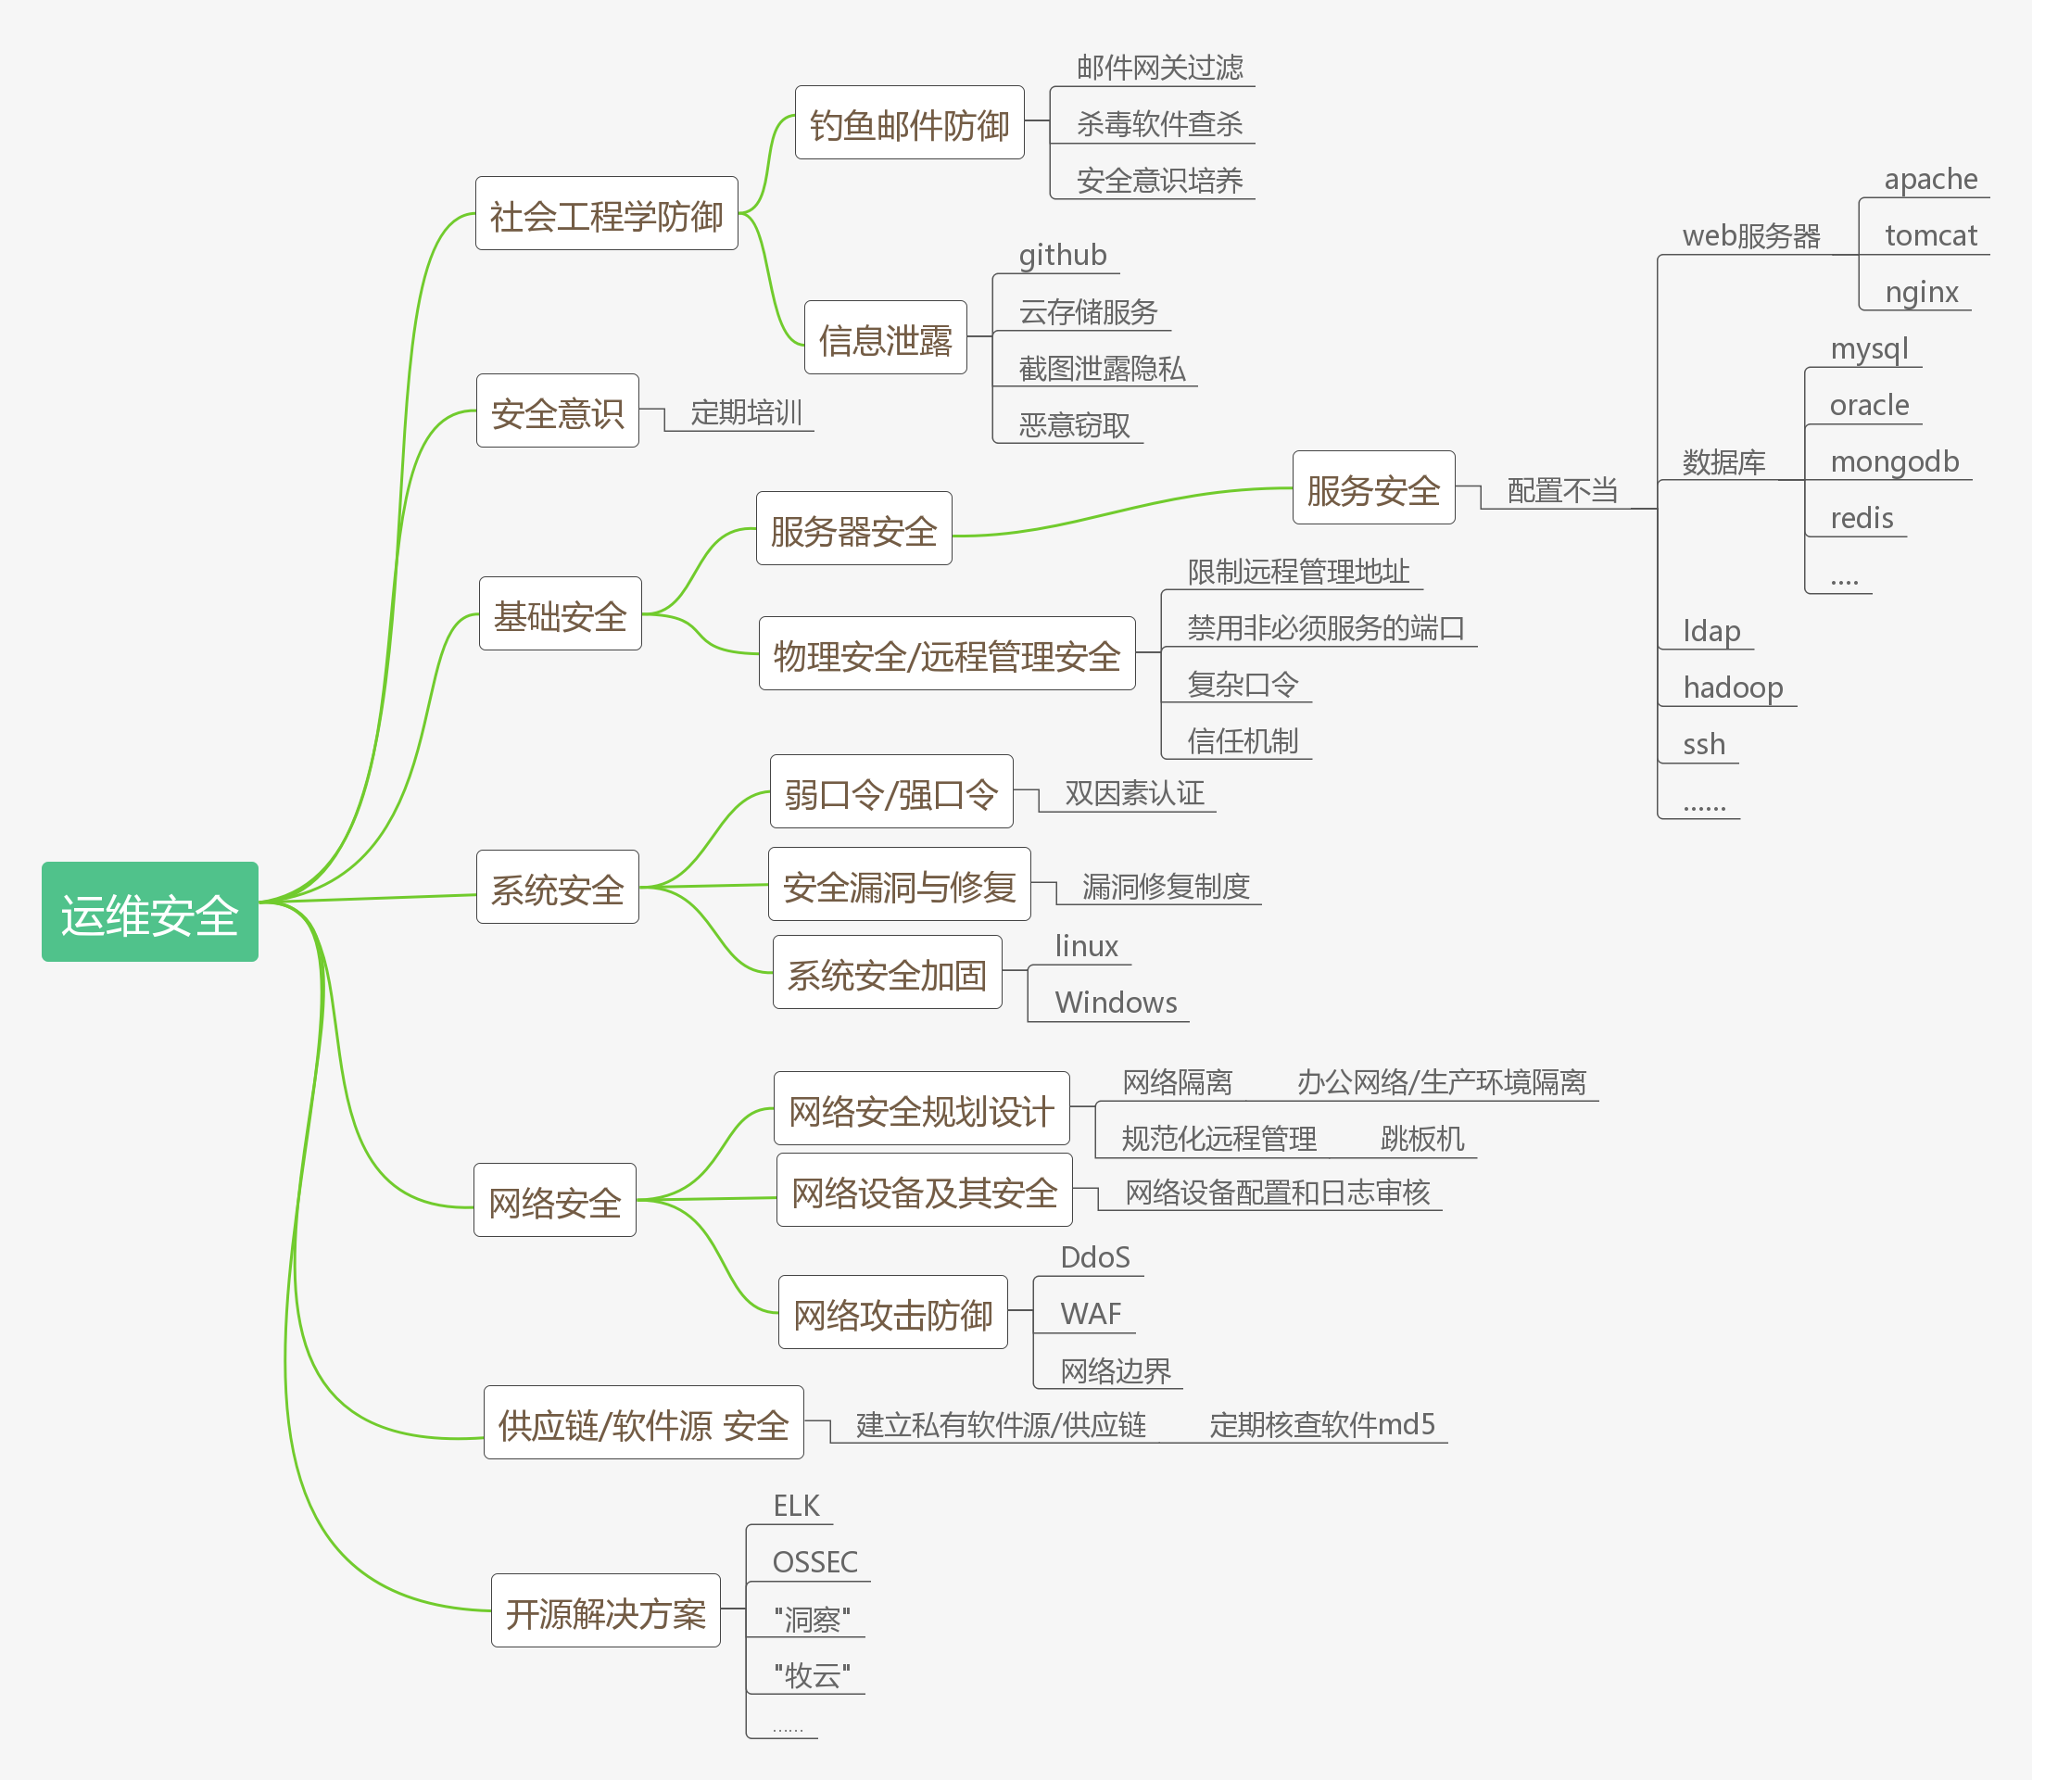 运维安全
社会工程学防御
钓鱼邮件防御
邮件网关过滤
杀毒软件查杀
安全意识培养
信息泄露
github
云存储服务
截图泄露隐私
恶意窃取
安全意识
定期培训
基础安全
服务器安全
服务安全
配置不当
web服务器
apache
tomcat
nginx
数据库
mysql
oracle
mongodb
redis
....
ldap
hadoop
ssh
......
物理安全/远程管理安全
限制远程管理地址
禁用非必须服务的端口
复杂口令
信任机制
系统安全
弱口令/强口令
双因素认证
安全漏洞与修复
漏洞修复制度
系统安全加固
linux
Windows
网络安全
网络安全规划设计
网络隔离
办公网络/生产环境隔离
规范化远程管理
跳板机
网络设备及其安全
网络设备配置和日志审核
网络攻击防御
DdoS
WAF
网络边界
供应链/软件源 安全
建立私有软件源/供应链
定期核查软件md5
开源解决方案
ELK
OSSEC
"洞察"
"牧云"
......